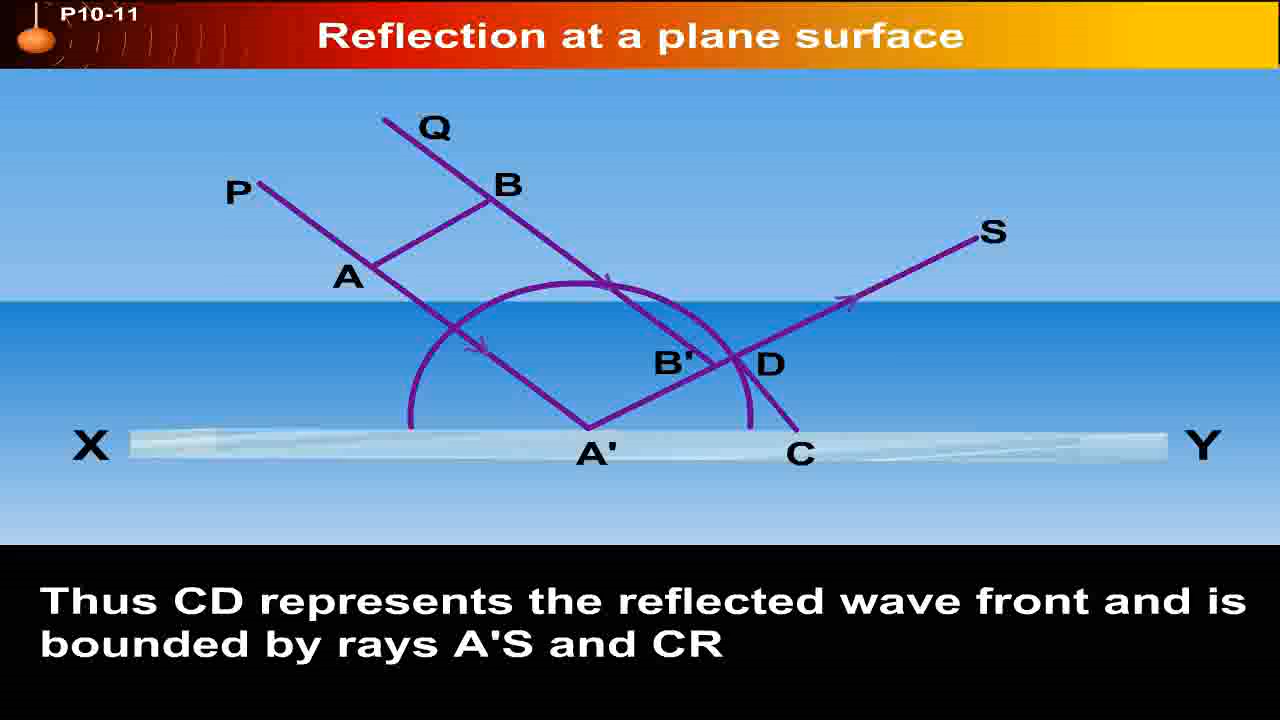 P10-11
Reflection at a plane surface
Q
B
P
A
S
B'
D
X
A'
C
Y
Thus CD represents the reflected wave front and is
bounded by rays A'S and CR